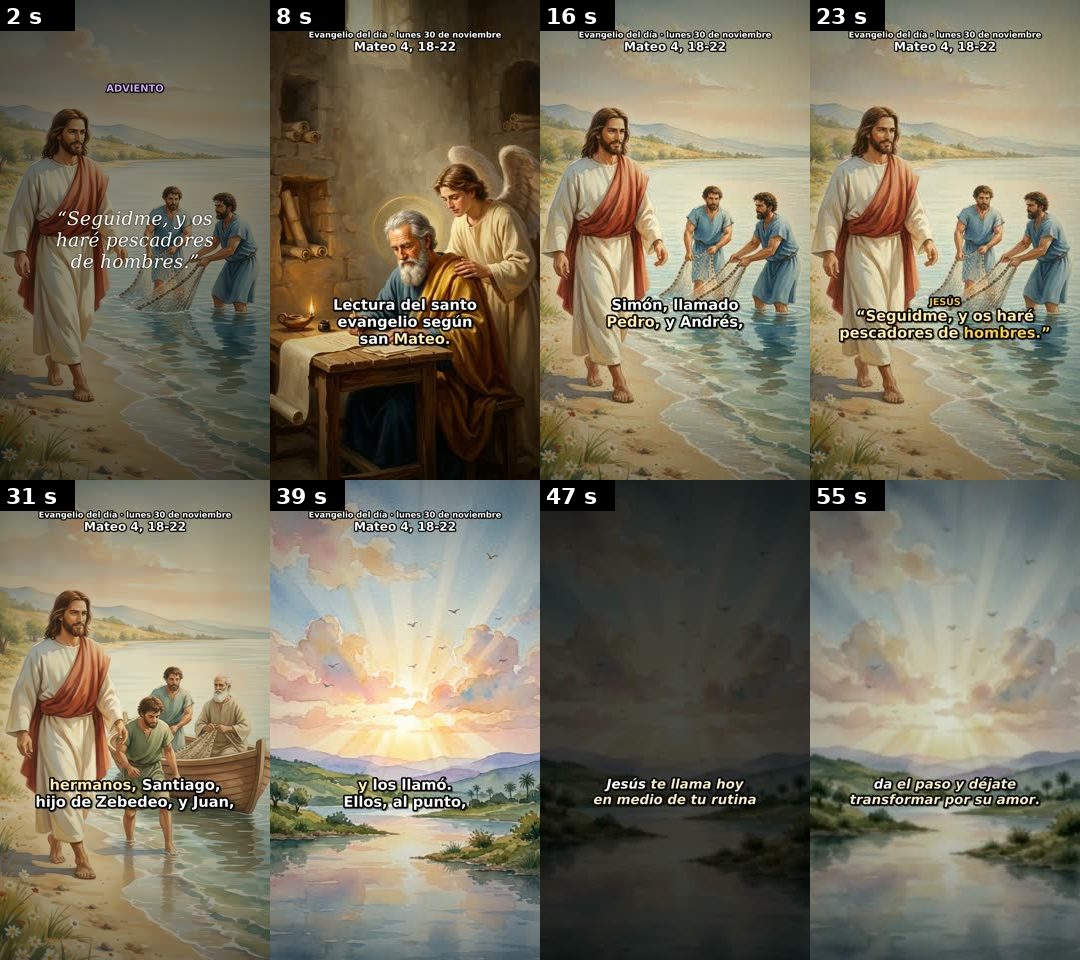 2 s
ADVIENTO
“Seguidme, y os
haré pescadores
de hombres.”
8 s
Evangelio del día · lunes 30 de noviembre
Mateo 4, 18-22
Lectura del santo
evangelio según
san Mateo.
16 s
Evangelio del día · lunes 30 de noviembre
Mateo 4, 18-22
Simón, llamado
Pedro, y Andrés,
23 s
Evangelio del día · lunes 30 de noviembre
Mateo 4, 18-22
JESÚS
“Seguidme, y os haré
pescadores de hombres.”
31 s
Evangelio del día · lunes 30 de noviembre
Mateo 4, 18-22
hermanos, Santiago,
hijo de Zebedeo, y Juan,
39 s
Evangelio del día · lunes 30 de noviembre
Mateo 4, 18-22
y los llamó.
Ellos, al punto,
47 s
Jesús te llama hoy
en medio de tu rutina
55 s
da el paso y déjate
transformar por su amor.